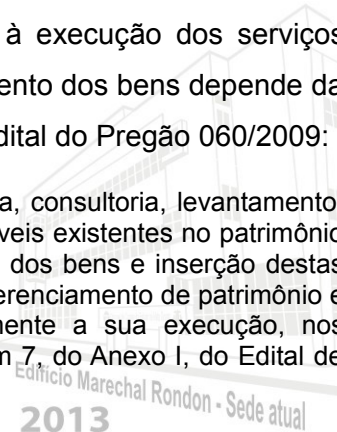 à execução dos serviços
ento dos bens depende da
dital do Pregão 060/2009:
a, consultoria, levantamento
veis existentes no patrimônio
dos bens e inserção destas
erenciamento de patrimônio e
nente a sua execução, nos
m 7, do Anexo I, do Edital de
Edifício Marechal Rondon - Sede atual
2013